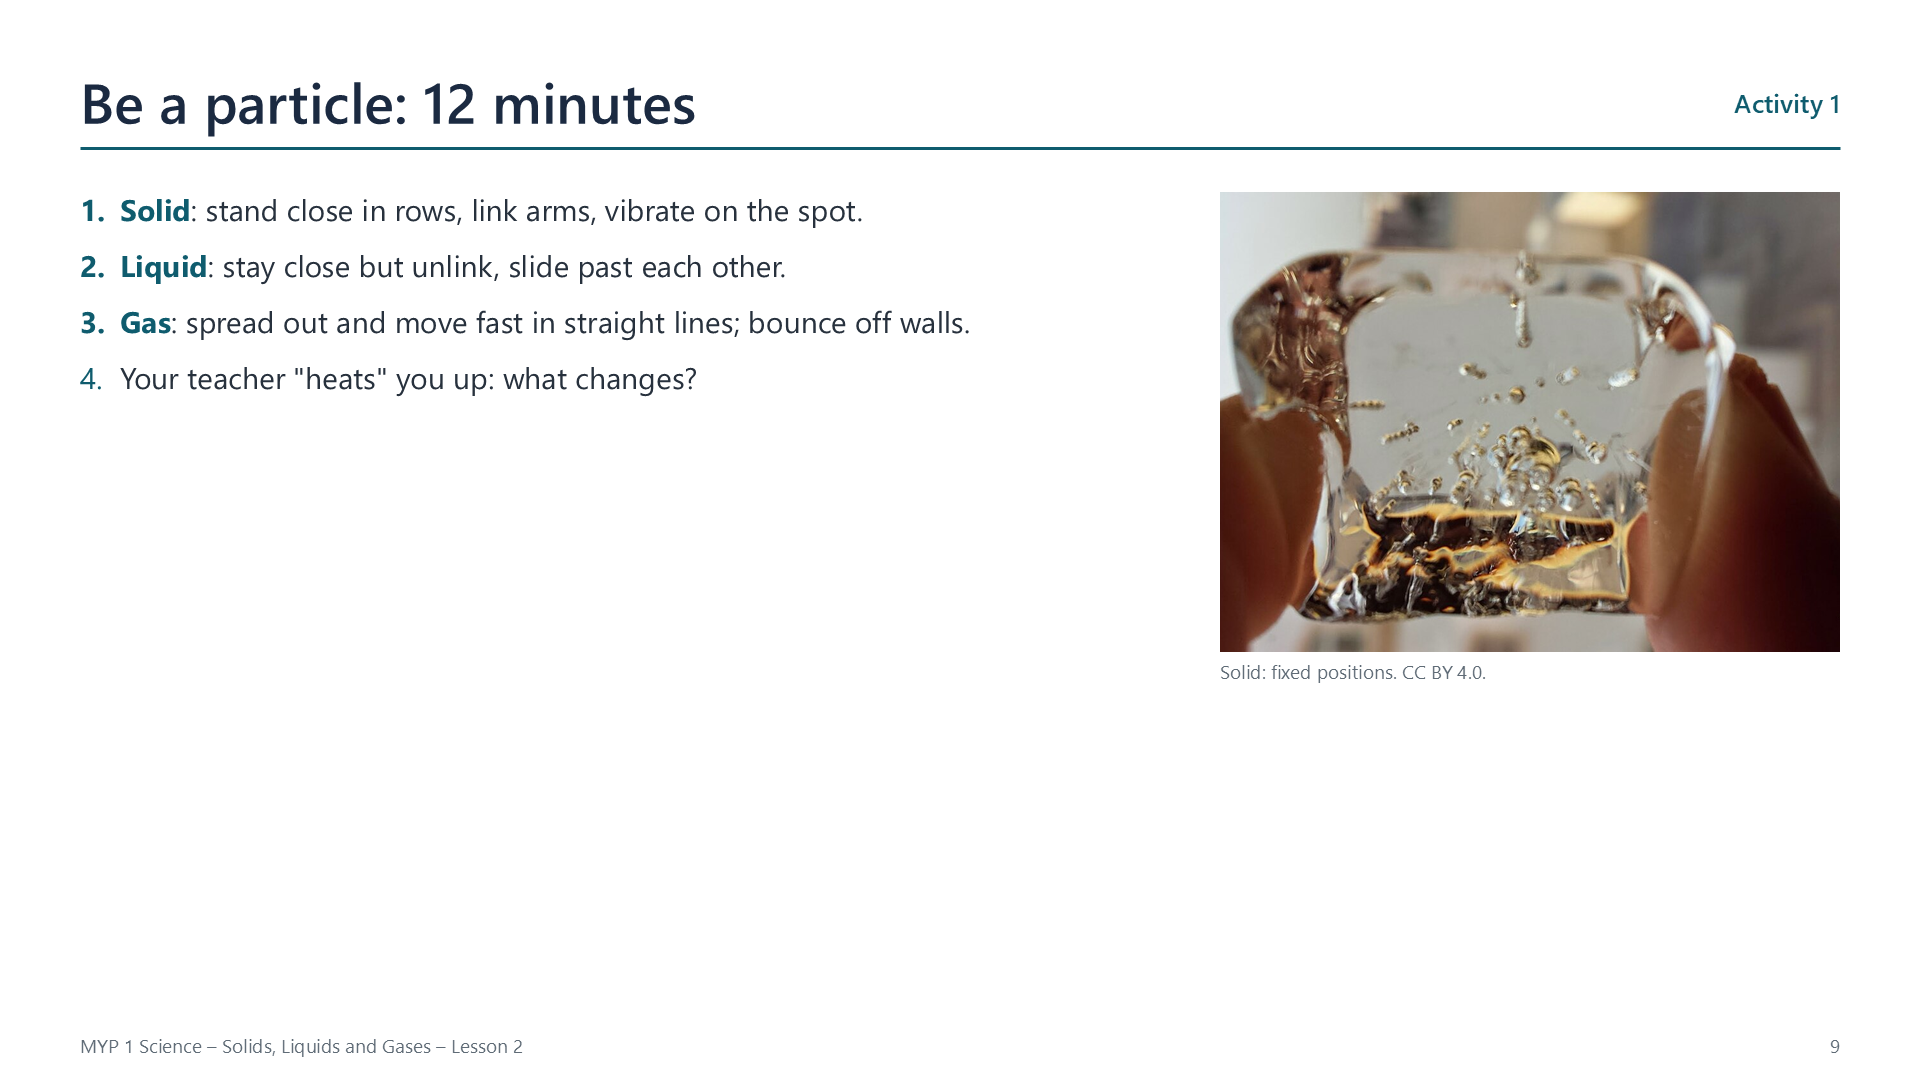 Be a particle: 12 minutes
Activity 1
1. Solid: stand close in rows, link arms, vibrate on the spot.
2. Liquid: stay close but unlink, slide past each other.
3. Gas: spread out and move fast in straight lines; bounce off walls.
4. Your teacher "heats" you up: what changes?
Solid: fixed positions. CC BY 4.0.
MYP 1 Science – Solids, Liquids and Gases – Lesson 2
9